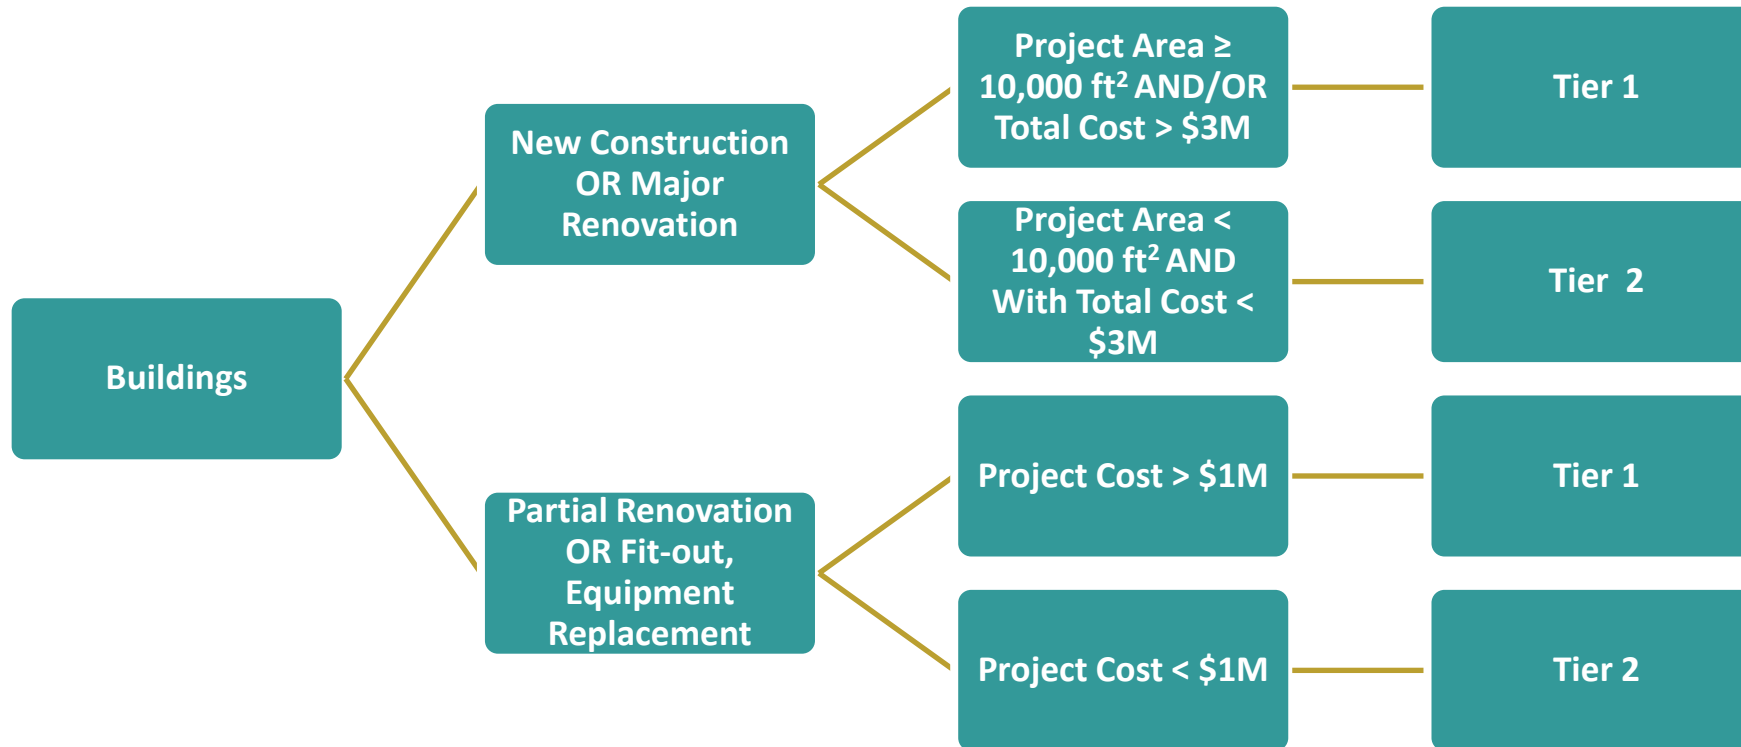 Buildings
New Construction
OR Major
Renovation
Project Area ≥
10,000 ft² AND/OR
Total Cost > $3M
Tier 1
Project Area <
10,000 ft² AND
With Total Cost <
$3M
Tier  2
Partial Renovation
OR Fit-out,
Equipment
Replacement
Project Cost > $1M
Tier 1
Project Cost < $1M
Tier 2